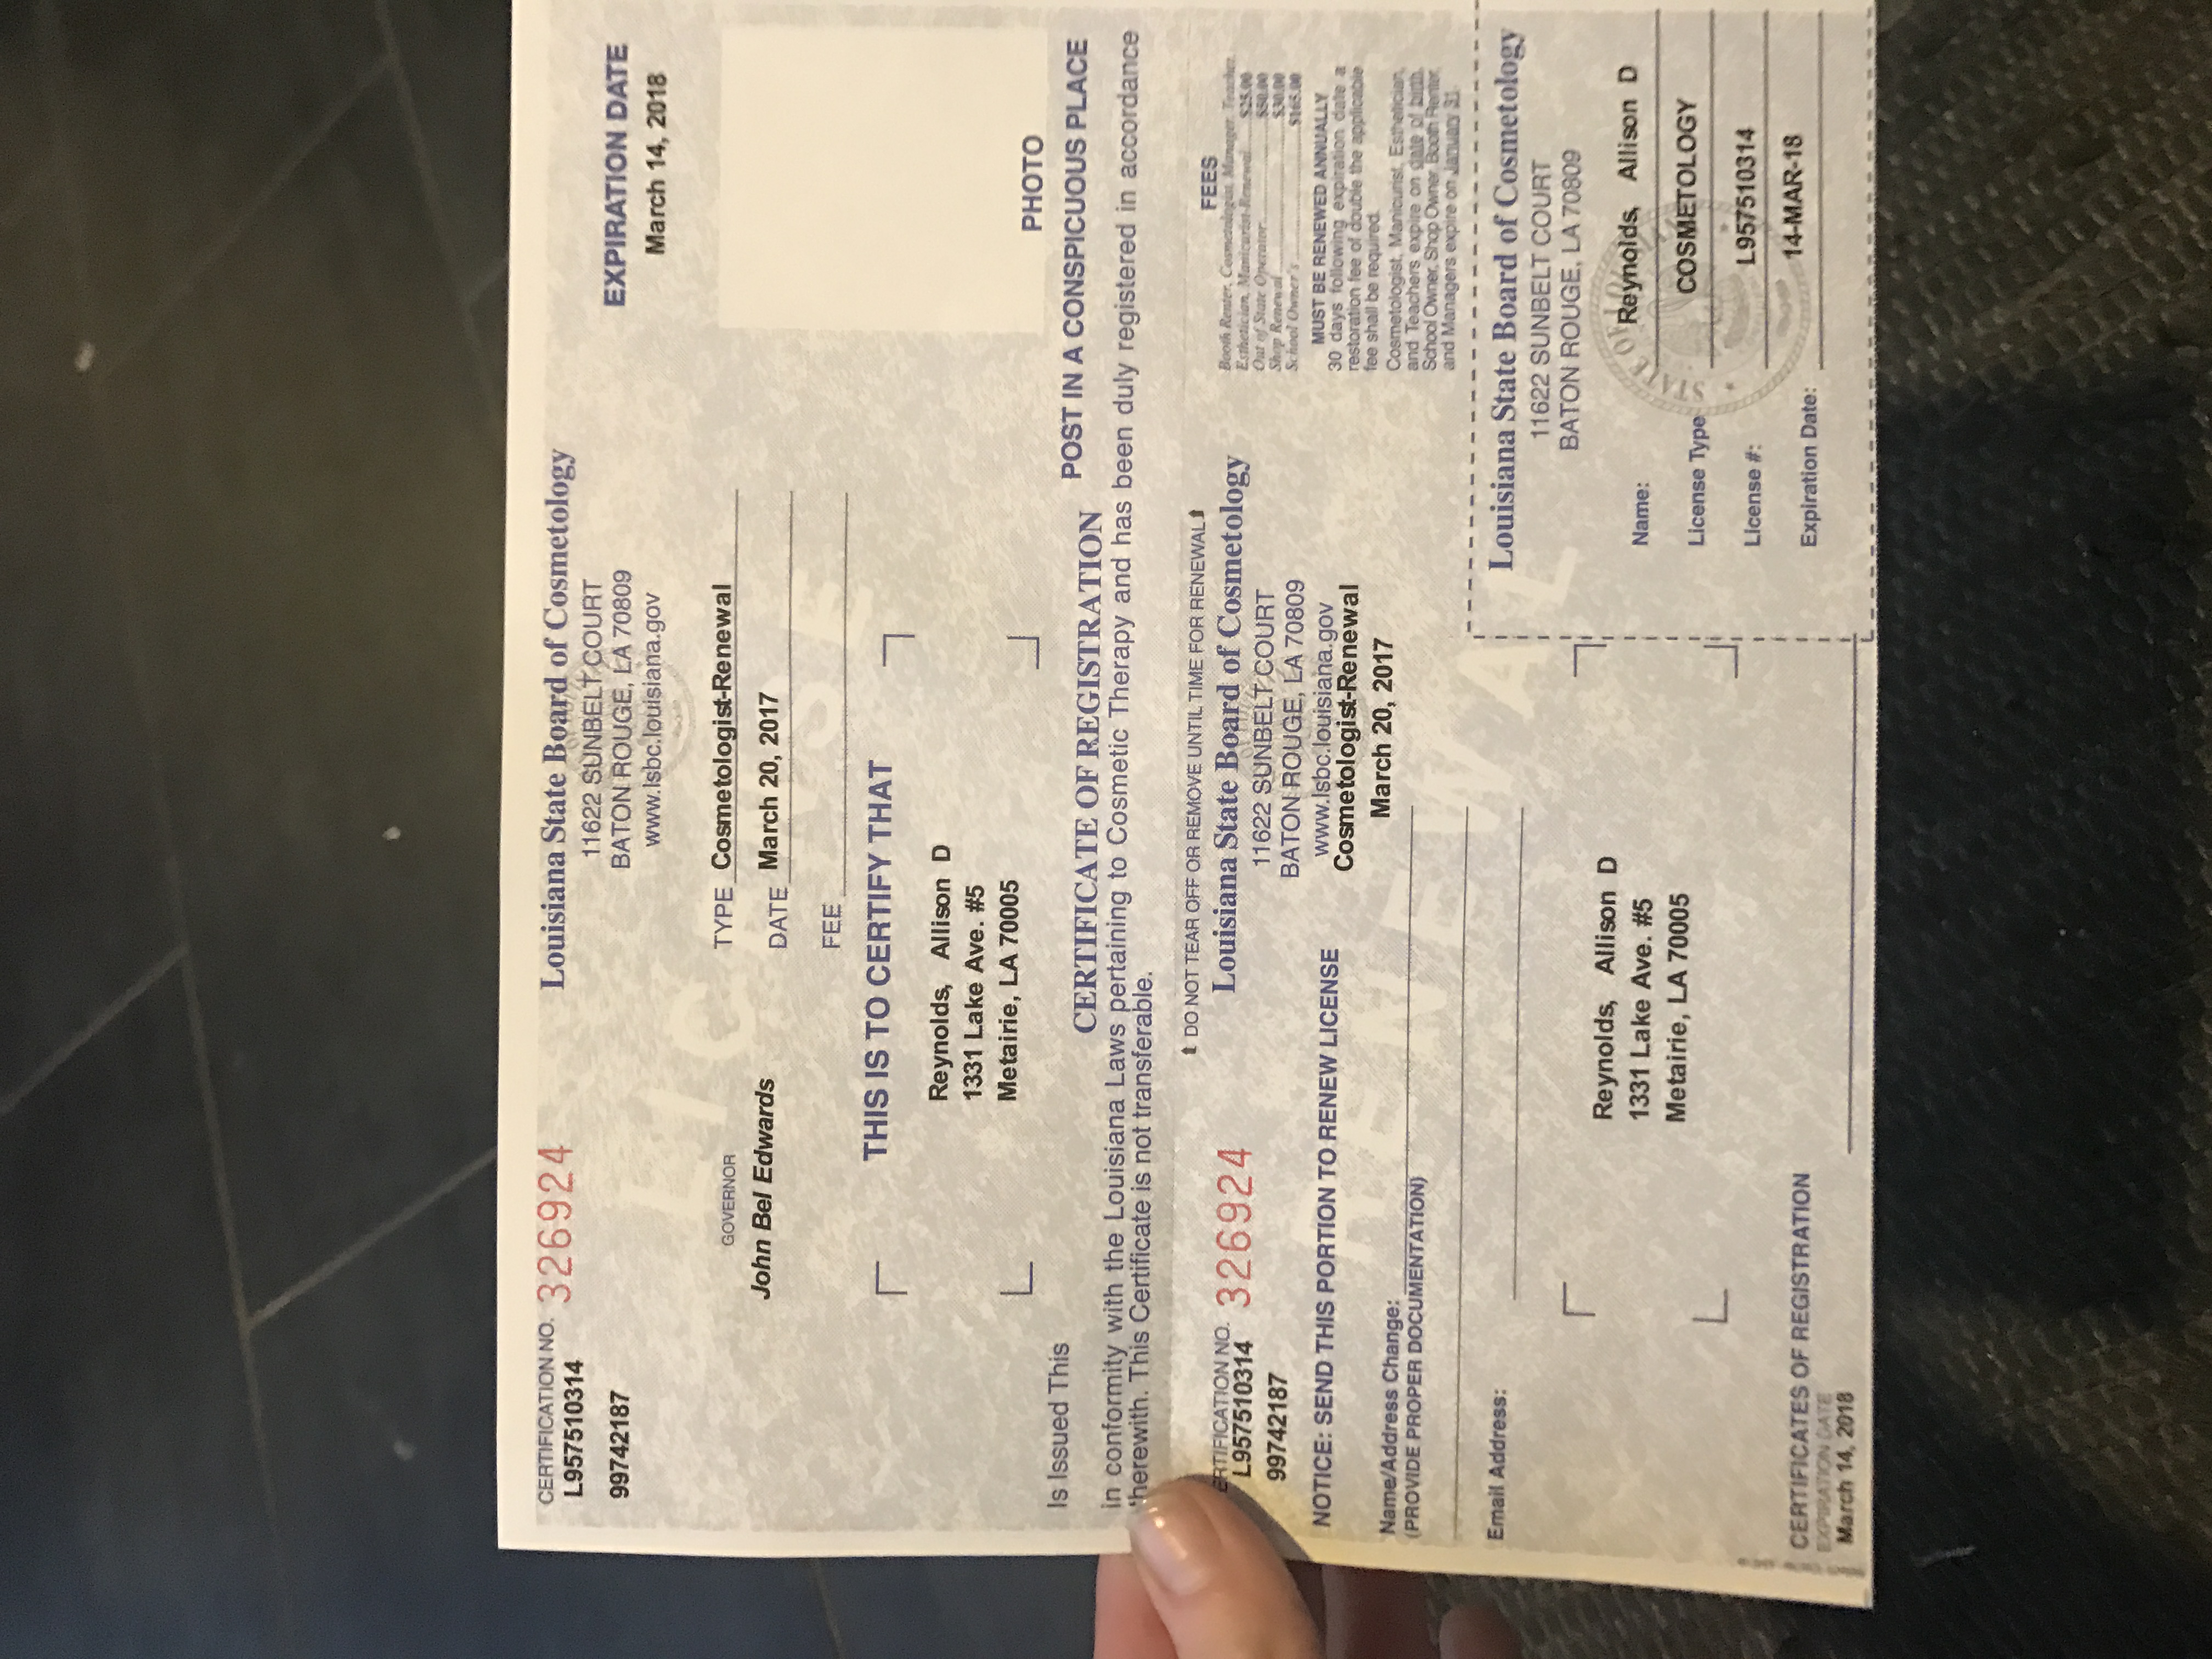 CERTIFICATION NO. 326924
L957510314
99742187
Louisiana State Board of Cosmetology
11622 SUNBELT COURT
BATON ROUGE, LA 70809
www.lsbc.louisiana.gov
EXPIRATION DATE
March 14, 2018
LICENSE
GOVERNOR
John Bel Edwards
TYPE Cosmetologist-Renewal
DATE March 20, 2017
FEE
THIS IS TO CERTIFY THAT
Reynolds, Allison D
1331 Lake Ave. #5
Metairie, LA 70005
PHOTO
Is Issued This
CERTIFICATE OF REGISTRATION
POST IN A CONSPICUOUS PLACE
in conformity with the Louisiana Laws pertaining to Cosmetic Therapy and has been duly registered in accordance
therewith. This Certificate is not transferable.
DO NOT TEAR OFF OR REMOVE UNTIL TIME FOR RENEWAL
ERTIFICATION NO. 326924
L957510314
99742187
NOTICE: SEND THIS PORTION TO RENEW LICENSE
Louisiana State Board of Cosmetology
11622 SUNBELT COURT
BATON ROUGE, LA 70809
www.lsbc.louisiana.gov
Cosmetologist-Renewal
March 20, 2017
FEES
Booth Renter, Cosmetologist, Manager, Teacher,
Esthetician, Manicurist-Renewal $25.00
Out of State Operator $50.00
Shop Renewal $30.00
School Owner's $165.00
MUST BE RENEWED ANNUALLY
30 days following expiration date a
restoration fee of double the applicable
fee shall be required.
Cosmetologist, Manicurist, Esthetician,
and Teachers expire on date of birth.
School Owner, Shop Owner, Booth Renter
and Managers expire on January 31.
RENEWAL
Name/Address Change:
(PROVIDE PROPER DOCUMENTATION)
Email Address:
Reynolds, Allison D
1331 Lake Ave. #5
Metairie, LA 70005
CERTIFICATES OF REGISTRATION
EXPIRATION DATE
March 14, 2018
Louisiana State Board of Cosmetology
11622 SUNBELT COURT
BATON ROUGE, LA 70809
STATE OF LOUISIANA
Name: Reynolds, Allison D
License Type COSMETOLOGY
License #: L957510314
Expiration Date: 14-MAR-18